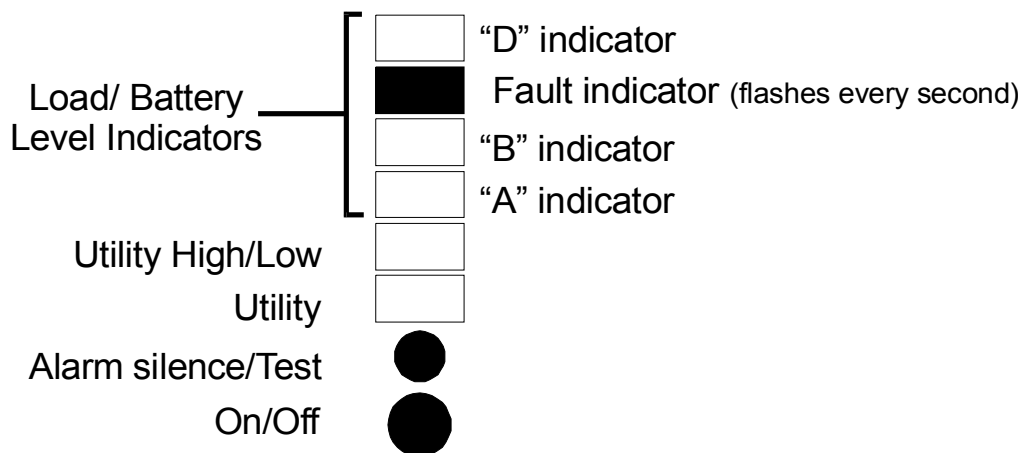 “D” indicator
Fault indicator (flashes every second)
Load/ Battery
Level Indicators
“B” indicator
“A” indicator
Utility High/Low
Utility
Alarm silence/Test
On/Off